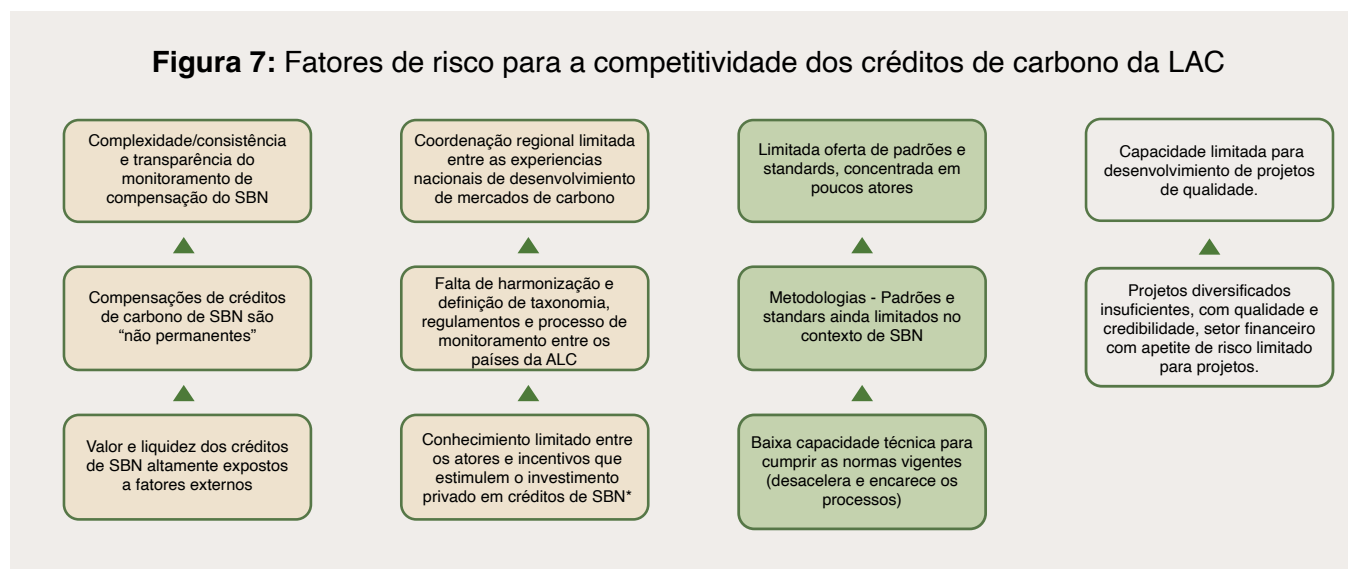 Figura 7: Fatores de risco para a competitividade dos créditos de carbono da LAC
Complexidade/consistência
e transparência do
monitoramento de
compensação do SBN
Compensações de créditos
de carbono de SBN são
“não permanentes”
Valor e liquidez dos créditos
de SBN altamente expostos
a fatores externos
Coordenação regional limitada
entre as experiencias
nacionais de desenvolvimiento
de mercados de carbono
Falta de harmonização e
definição de taxonomia,
regulamentos e processo de
monitoramento entre os
países da ALC
Conhecimiento limitado entre
os atores e incentivos que
estimulem o investimento
privado em créditos de SBN*
Limitada oferta de padrões e
standards, concentrada em
poucos atores
Metodologias - Padrões e
standars ainda limitados no
contexto de SBN
Baixa capacidade técnica para
cumprir as normas vigentes
(desacelera e encarece os
processos)
Capacidade limitada para
desenvolvimiento de projetos
de qualidade.
Projetos diversificados
insuficientes, com qualidade e
credibilidade, setor financeiro
com apetite de risco limitado
para projetos.